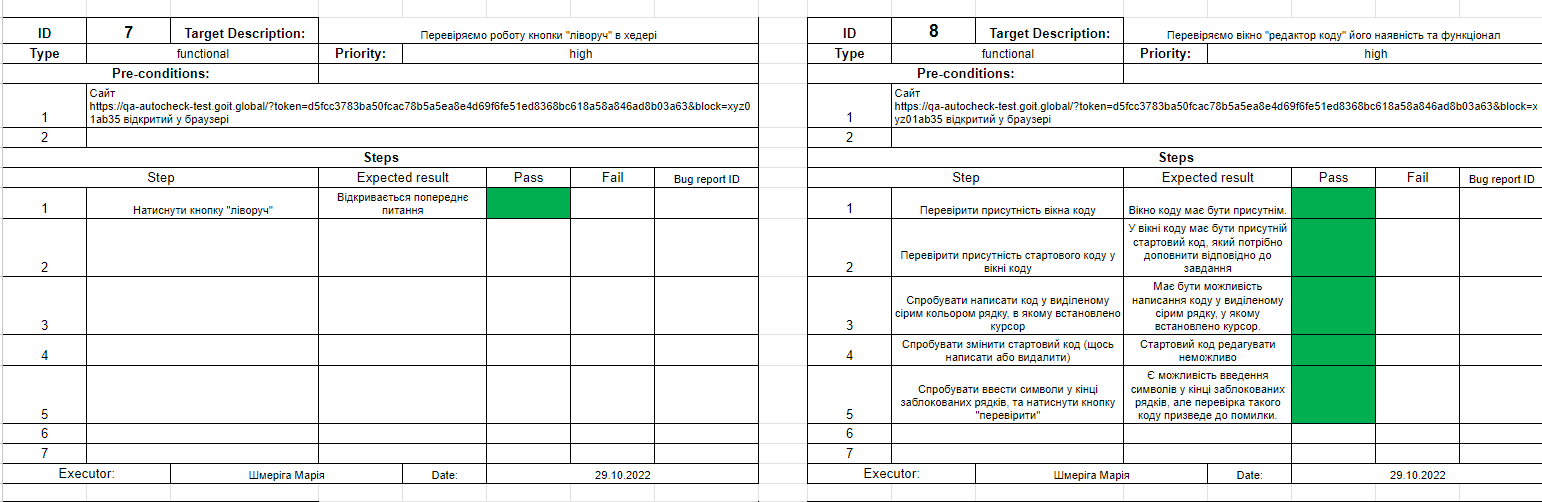 ID 7 Target Description: Перевіряємо роботу кнопки "ліворуч" в хедері
Type functional Priority: high
Pre-conditions:
1 Сайт
https://qa-autocheck-test.goit.global/?token=d5fcc3783ba50fcac78b5a5ea8e4d69f6fe51ed8368bc618a58a846ad8b03a63&block=xyz0
1ab35 відкритий у браузері
2
Steps
Step Expected result Pass Fail Bug report ID
1 Натиснути кнопку "ліворуч" Відкривається попереднє
питання
2
3
4
5
6
7
Executor: Шмеріга Марія Date: 29.10.2022
ID 8 Target Description: Перевіряємо вікно "редактор коду" його наявність та функціонал
Type functional Priority: high
Pre-conditions:
1 Сайт
https://qa-autocheck-test.goit.global/?token=d5fcc3783ba50fcac78b5a5ea8e4d69f6fe51ed8368bc618a58a846ad8b03a63&block=x
yz01ab35 відкритий у браузері
2
Steps
Step Expected result Pass Fail Bug report ID
1 Перевірити присутність вікна коду Вікно коду має бути присутнім.
2 Перевірити присутність стартового коду у
вікні коду
У вікні коду має бути присутній
стартовий код, який потрібно
доповнити відповідно до
завдання
3 Спробувати написати код у виділеному
сірим кольором рядку, в якому встановлено
курсор
Має бути можливість
написання коду у виділеному
сірим рядку, у якому
встановлено курсор.
4 Спробувати змінити стартовий код (щось
написати або видалити)
Стартовий код редагувати
неможливо
5 Спробувати ввести символи у кінці
заблокованих рядків, та натиснути кнопку
"перевірити"
Є можливість введення
символів у кінці заблокованих
рядків, але перевірка такого
коду призведе до помилки.
6
7
Executor: Шмеріга Марія Date: 29.10.2022